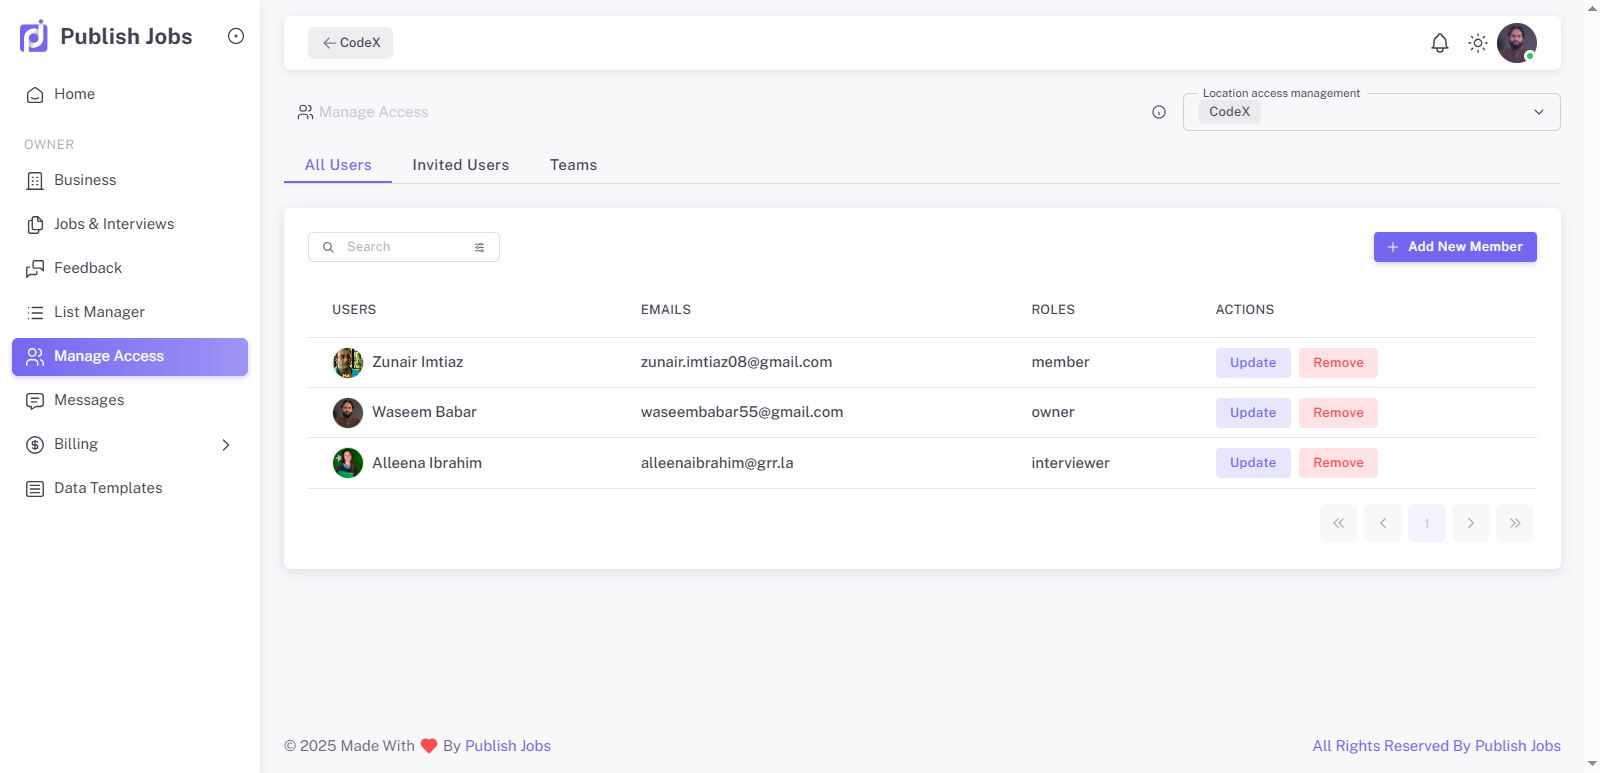 Publish Jobs
Home
OWNER
Business
Jobs & Interviews
Feedback
List Manager
Manage Access
Messages
Billing
Data Templates
CodeX
Manage Access
Location access management
CodeX
All Users Invited Users Teams
Search
Add New Member
USERS EMAILS ROLES ACTIONS
Zunair Imtiaz zunair.imtiaz08@gmail.com member Update Remove
Waseem Babar waseembabar55@gmail.com owner Update Remove
Alleena Ibrahim alleenaibrahim@grr.la interviewer Update Remove
1
© 2025 Made With ❤ By Publish Jobs
All Rights Reserved By Publish Jobs